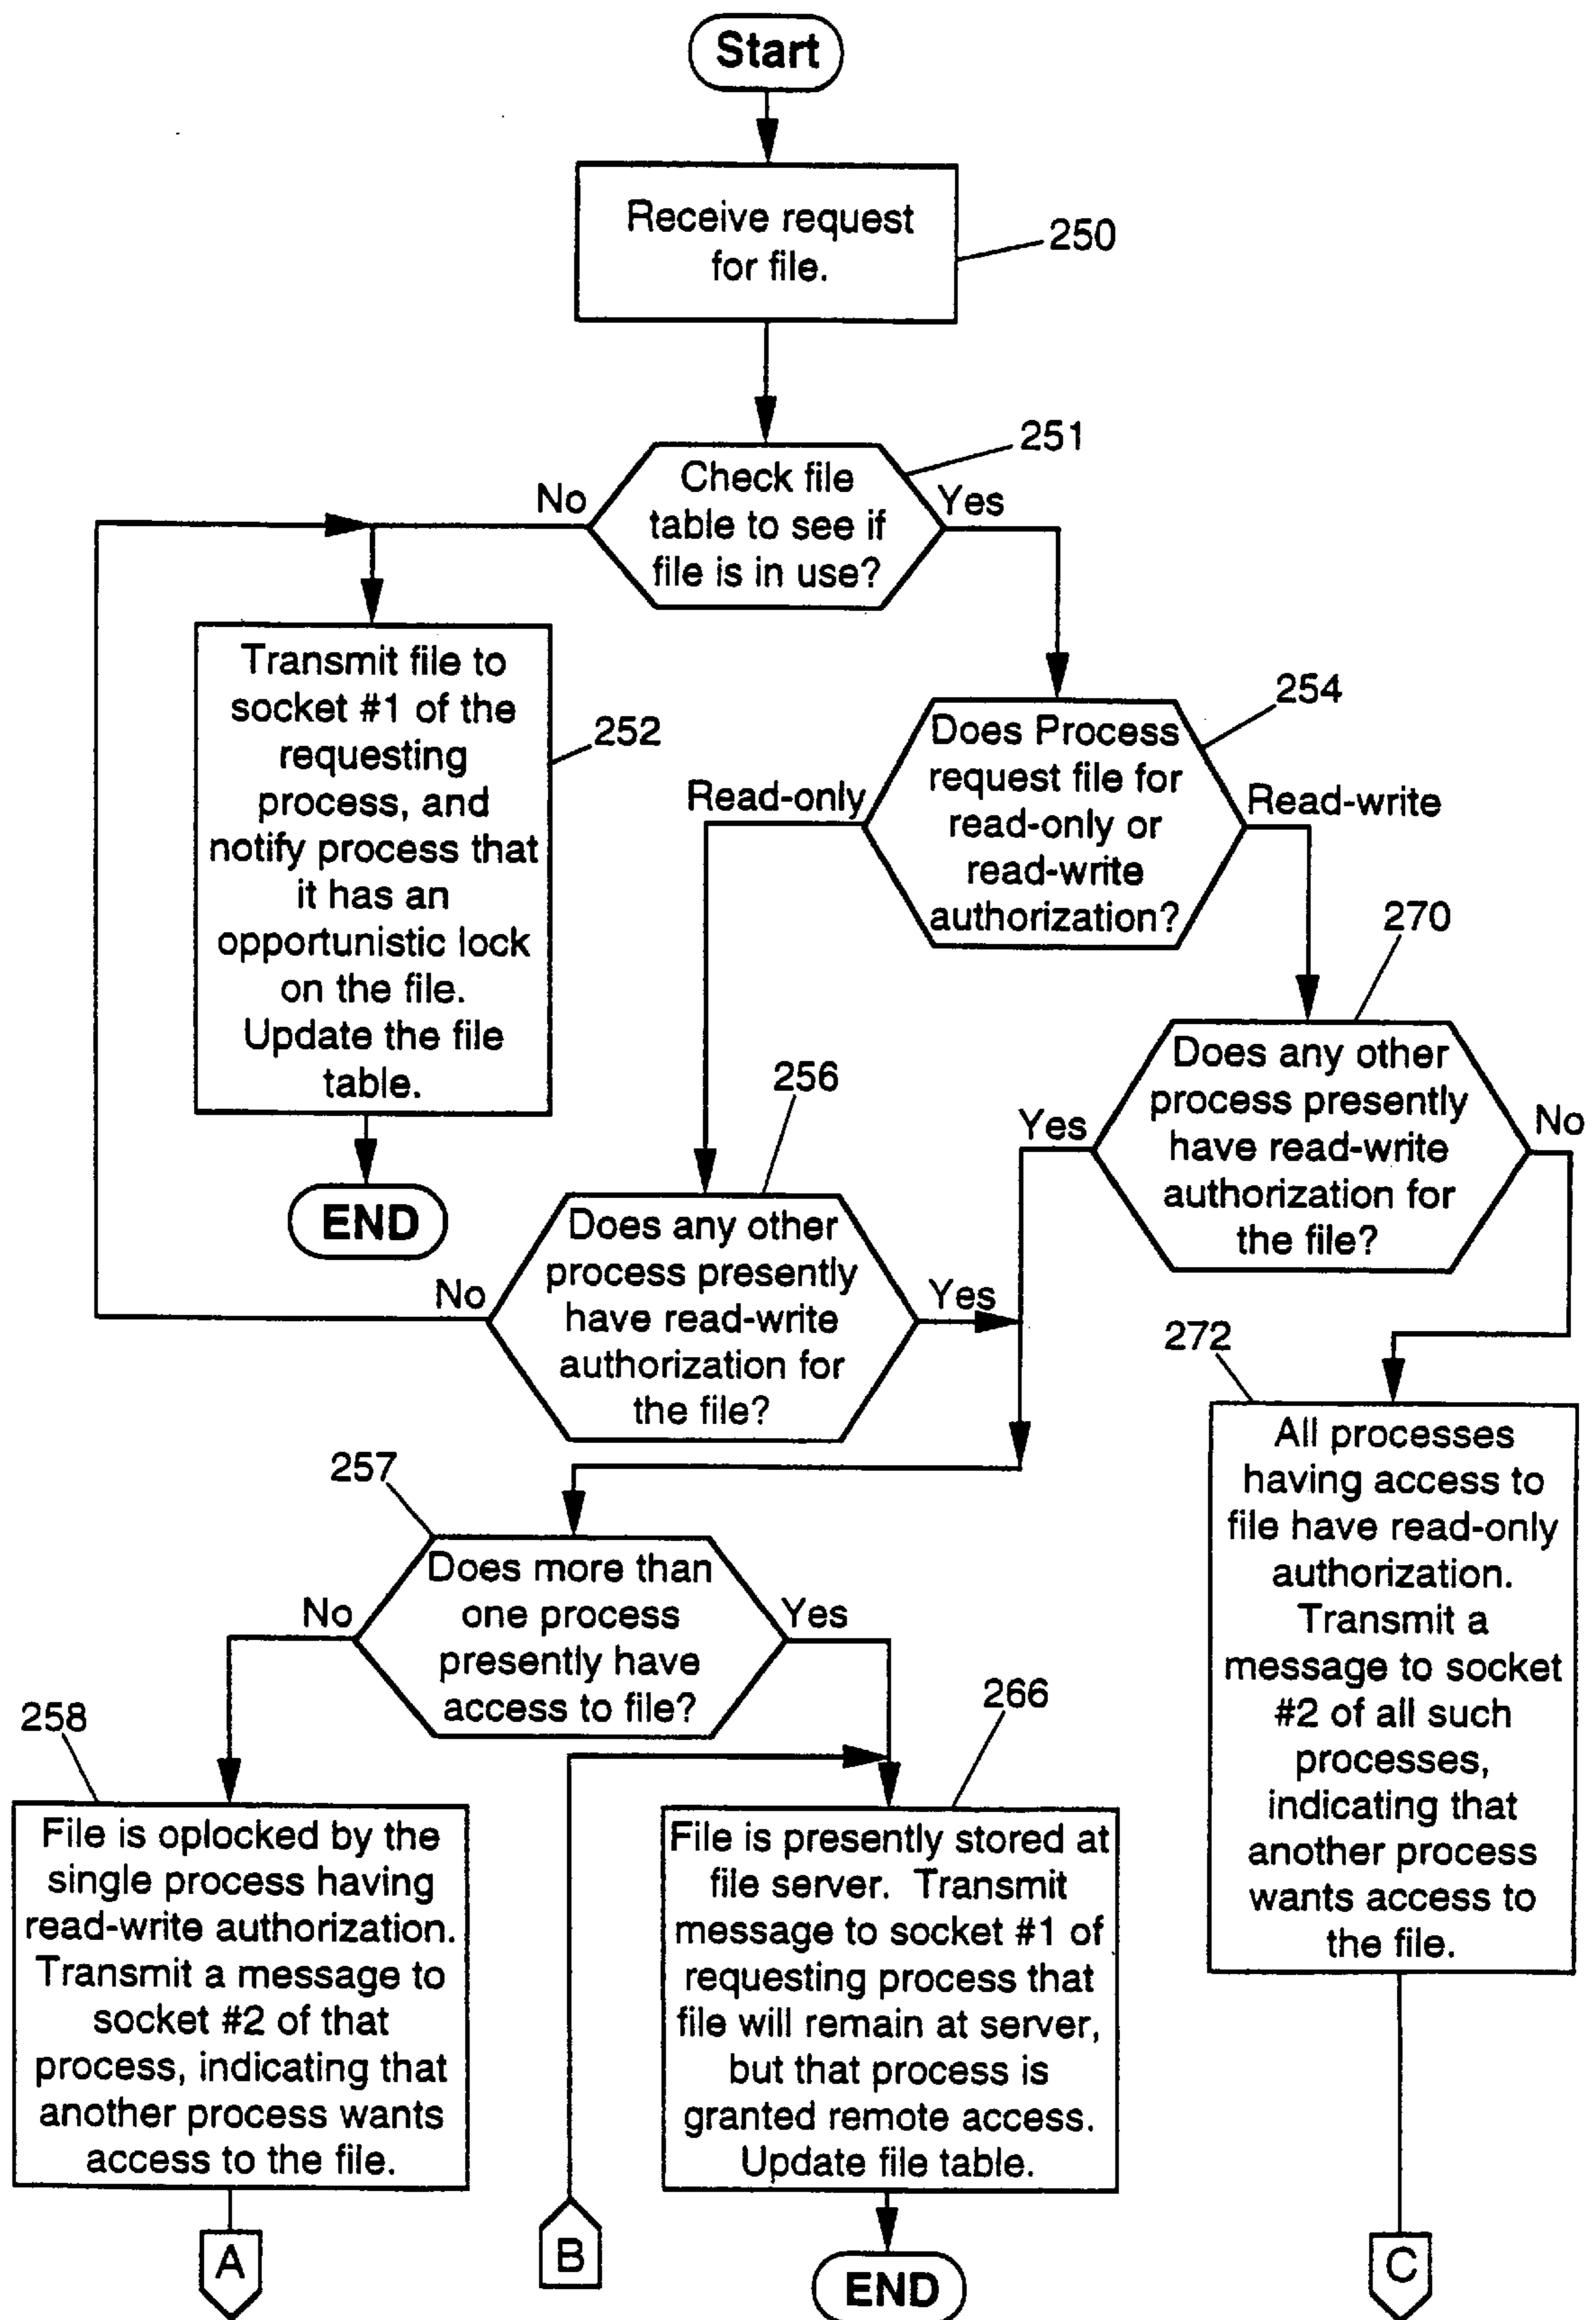 Start
Receive request
for file.
250
251
Check file
table to see if
file is in use?
No
Yes
Transmit file to
socket #1 of the
requesting
process, and
notify process that
it has an
opportunistic lock
on the file.
Update the file
table.
252
END
254
Does Process
request file for
read-only or
read-write
authorization?
Read-only
Read-write
270
Does any other
process presently
have read-write
authorization for
the file?
Yes
No
256
Does any other
process presently
have read-write
authorization for
the file?
No
Yes
272
All processes
having access to
file have read-only
authorization.
Transmit a
message to socket
#2 of all such
processes,
indicating that
another process
wants access to
the file.
257
Does more than
one process
presently have
access to file?
No
Yes
258
File is oplocked by the
single process having
read-write authorization.
Transmit a message to
socket #2 of that
process, indicating that
another process wants
access to the file.
266
File is presently stored at
file server. Transmit
message to socket #1 of
requesting process that
file will remain at server,
but that process is
granted remote access.
Update file table.
A
B
END
C